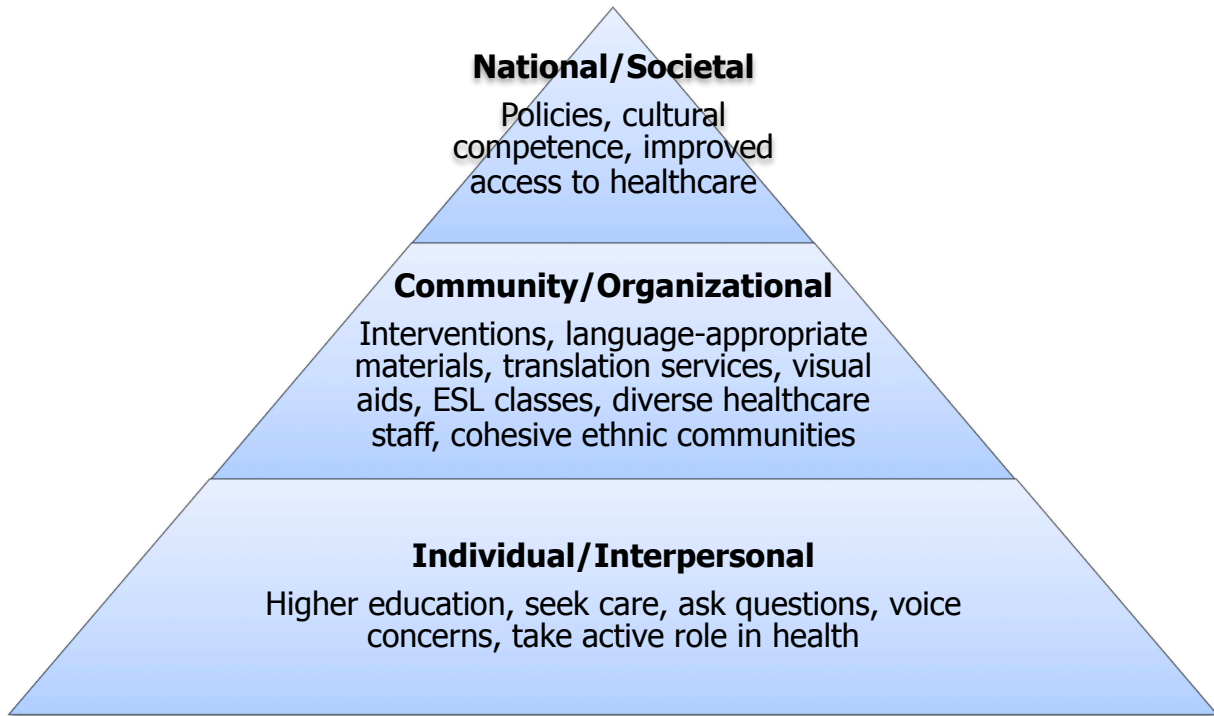 National/Societal
Policies, cultural
competence, improved
access to healthcare
Community/Organizational
Interventions, language-appropriate
materials, translation services, visual
aids, ESL classes, diverse healthcare
staff, cohesive ethnic communities
Individual/Interpersonal
Higher education, seek care, ask questions, voice
concerns, take active role in health